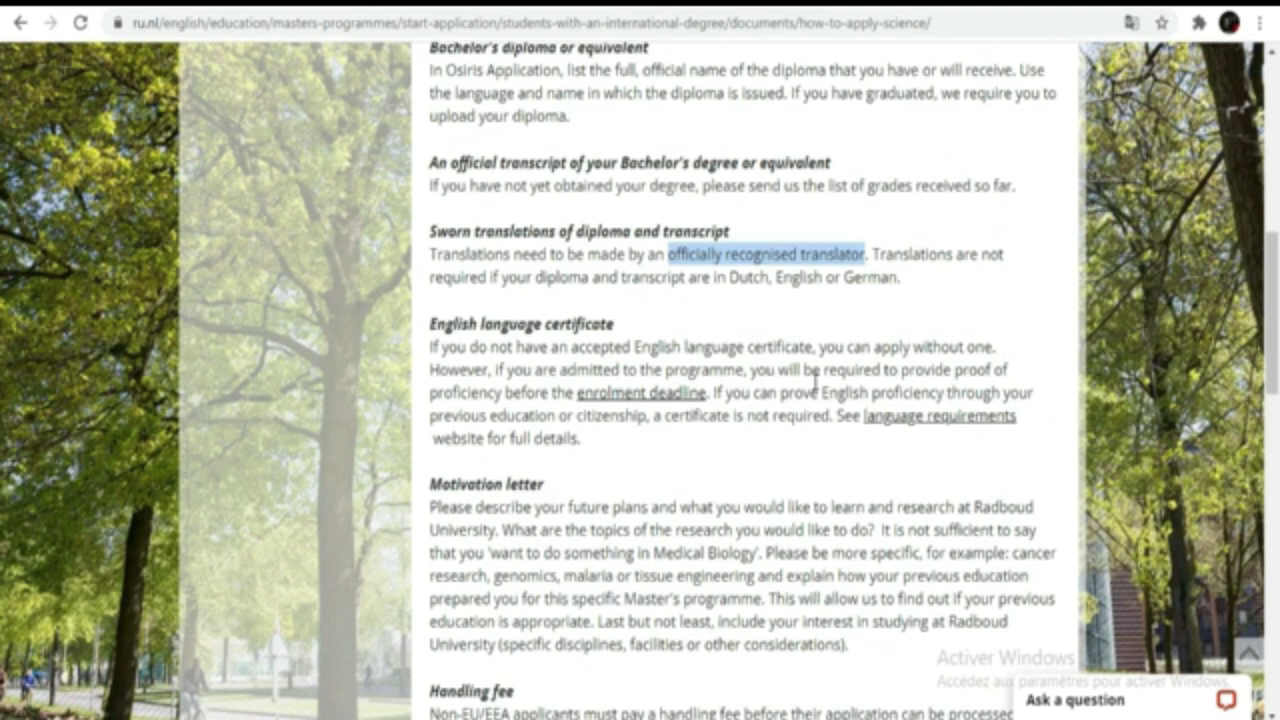 ru.nl/english/education/masters-programmes/start-application/students-with-an-international-degree/documents/how-to-apply-science/
Bachelor's diploma or equivalent
In Osiris Application, list the full, official name of the diploma that you have or will receive. Use
the language and name in which the diploma is issued. If you have graduated, we require you to
upload your diploma.
An official transcript of your Bachelor's degree or equivalent
If you have not yet obtained your degree, please send us the list of grades received so far.
Sworn translations of diploma and transcript
Translations need to be made by an officially recognised translator. Translations are not
required if your diploma and transcript are in Dutch, English or German.
English language certificate
If you do not have an accepted English language certificate, you can apply without one.
However, if you are admitted to the programme, you will be required to provide proof of
proficiency before the enrolment deadline. If you can prove English proficiency through your
previous education or citizenship, a certificate is not required. See language requirements
website for full details.
Motivation letter
Please describe your future plans and what you would like to learn and research at Radboud
University. What are the topics of the research you would like to do? It is not sufficient to say
that you 'want to do something in Medical Biology'. Please be more specific, for example: cancer
research, genomics, malaria or tissue engineering and explain how your previous education
prepared you for this specific Master's programme. This will allow us to find out if your previous
education is appropriate. Last but not least, include your interest in studying at Radboud
University (specific disciplines, facilities or other considerations).
Activer Windows
Accédez aux paramètres pour activer Windows.
Handling fee
Ask a question
Non-EU/EEA applicants must pay a handling fee before their application can be processed